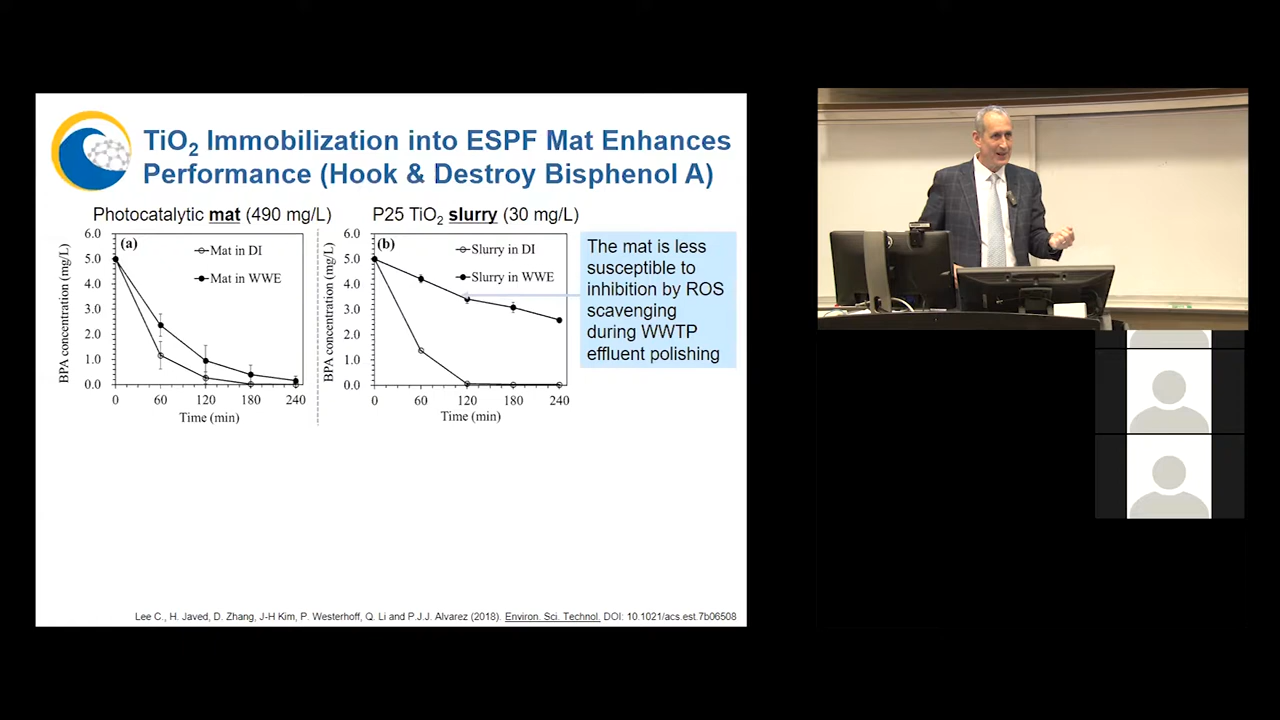 TiO2 Immobilization into ESPF Mat Enhances
Performance (Hook & Destroy Bisphenol A)
Photocatalytic mat (490 mg/L)
P25 TiO2 slurry (30 mg/L)
(a)
Mat in DI
Mat in WWE
BPA concentration (mg/L)
6.0
5.0
4.0
3.0
2.0
1.0
0.0
0 60 120 180 240
Time (min)
(b)
Slurry in DI
Slurry in WWE
BPA concentration (mg/L)
6.0
5.0
4.0
3.0
2.0
1.0
0.0
0 60 120 180 240
Time (min)
The mat is less
susceptible to
inhibition by ROS
scavenging
during WWTP
effluent polishing
Lee C., H. Javed, D. Zhang, J-H Kim, P. Westerhoff, Q. Li and P.J.J. Alvarez (2018). Environ. Sci. Technol. DOI: 10.1021/acs.est.7b06508